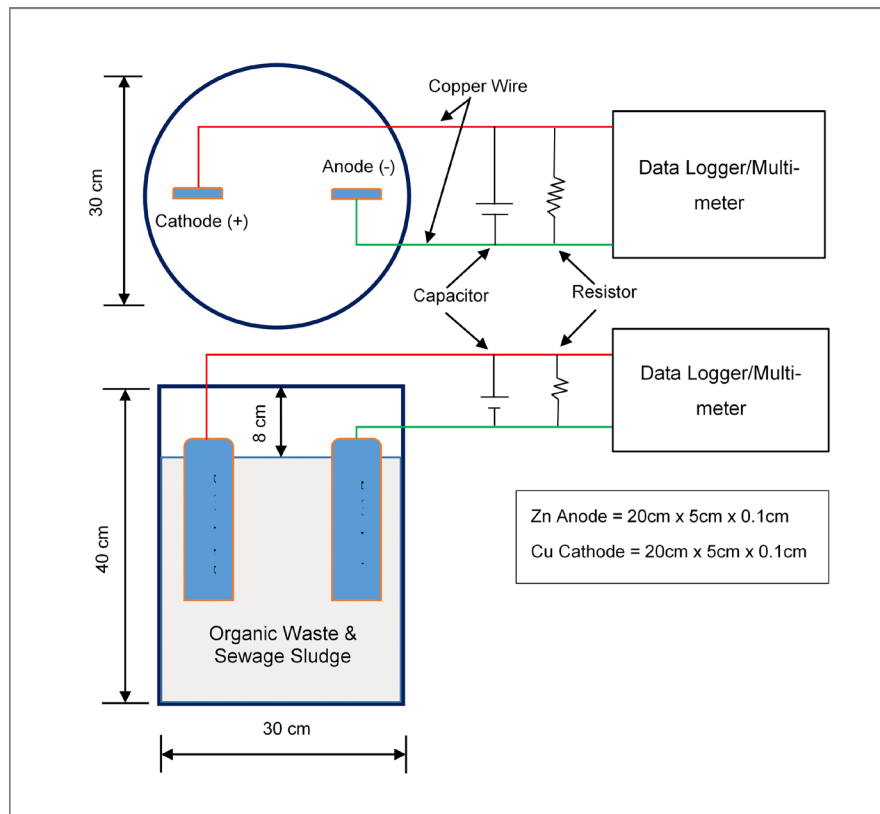 Copper Wire
30 cm
Cathode (+)
Anode (-)
Data Logger/Multi-
meter
Capacitor
Resistor
Data Logger/Multi-
meter
8 cm
40 cm
Organic Waste &
Sewage Sludge
30 cm
Zn Anode = 20cm x 5cm x 0.1cm
Cu Cathode = 20cm x 5cm x 0.1cm